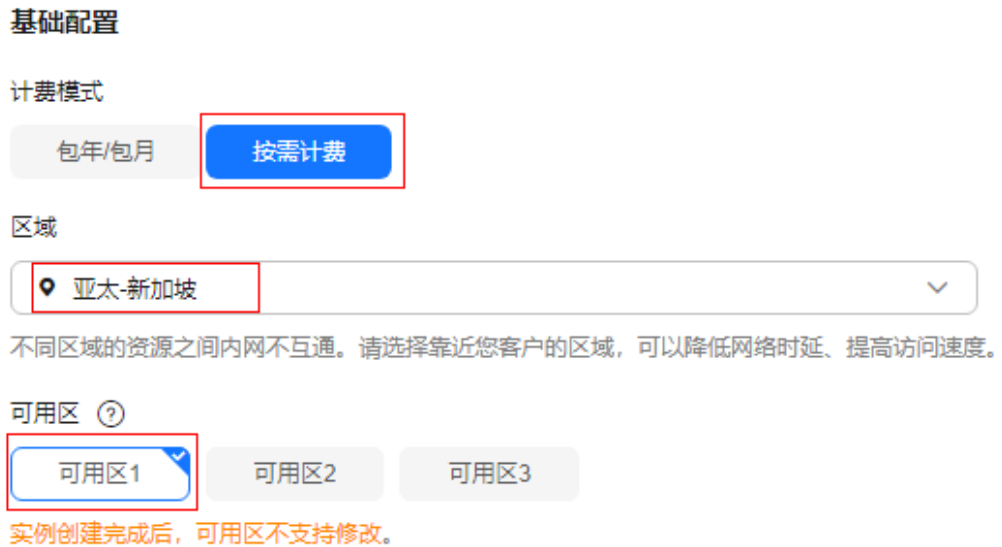 基础配置
计费模式
包年/包月 按需计费
区域
亚太-新加坡
不同区域的资源之间内网不互通。请选择靠近您客户的区域，可以降低网络时延、提高访问速度。
可用区 ?
可用区1 可用区2 可用区3
实例创建完成后，可用区不支持修改。